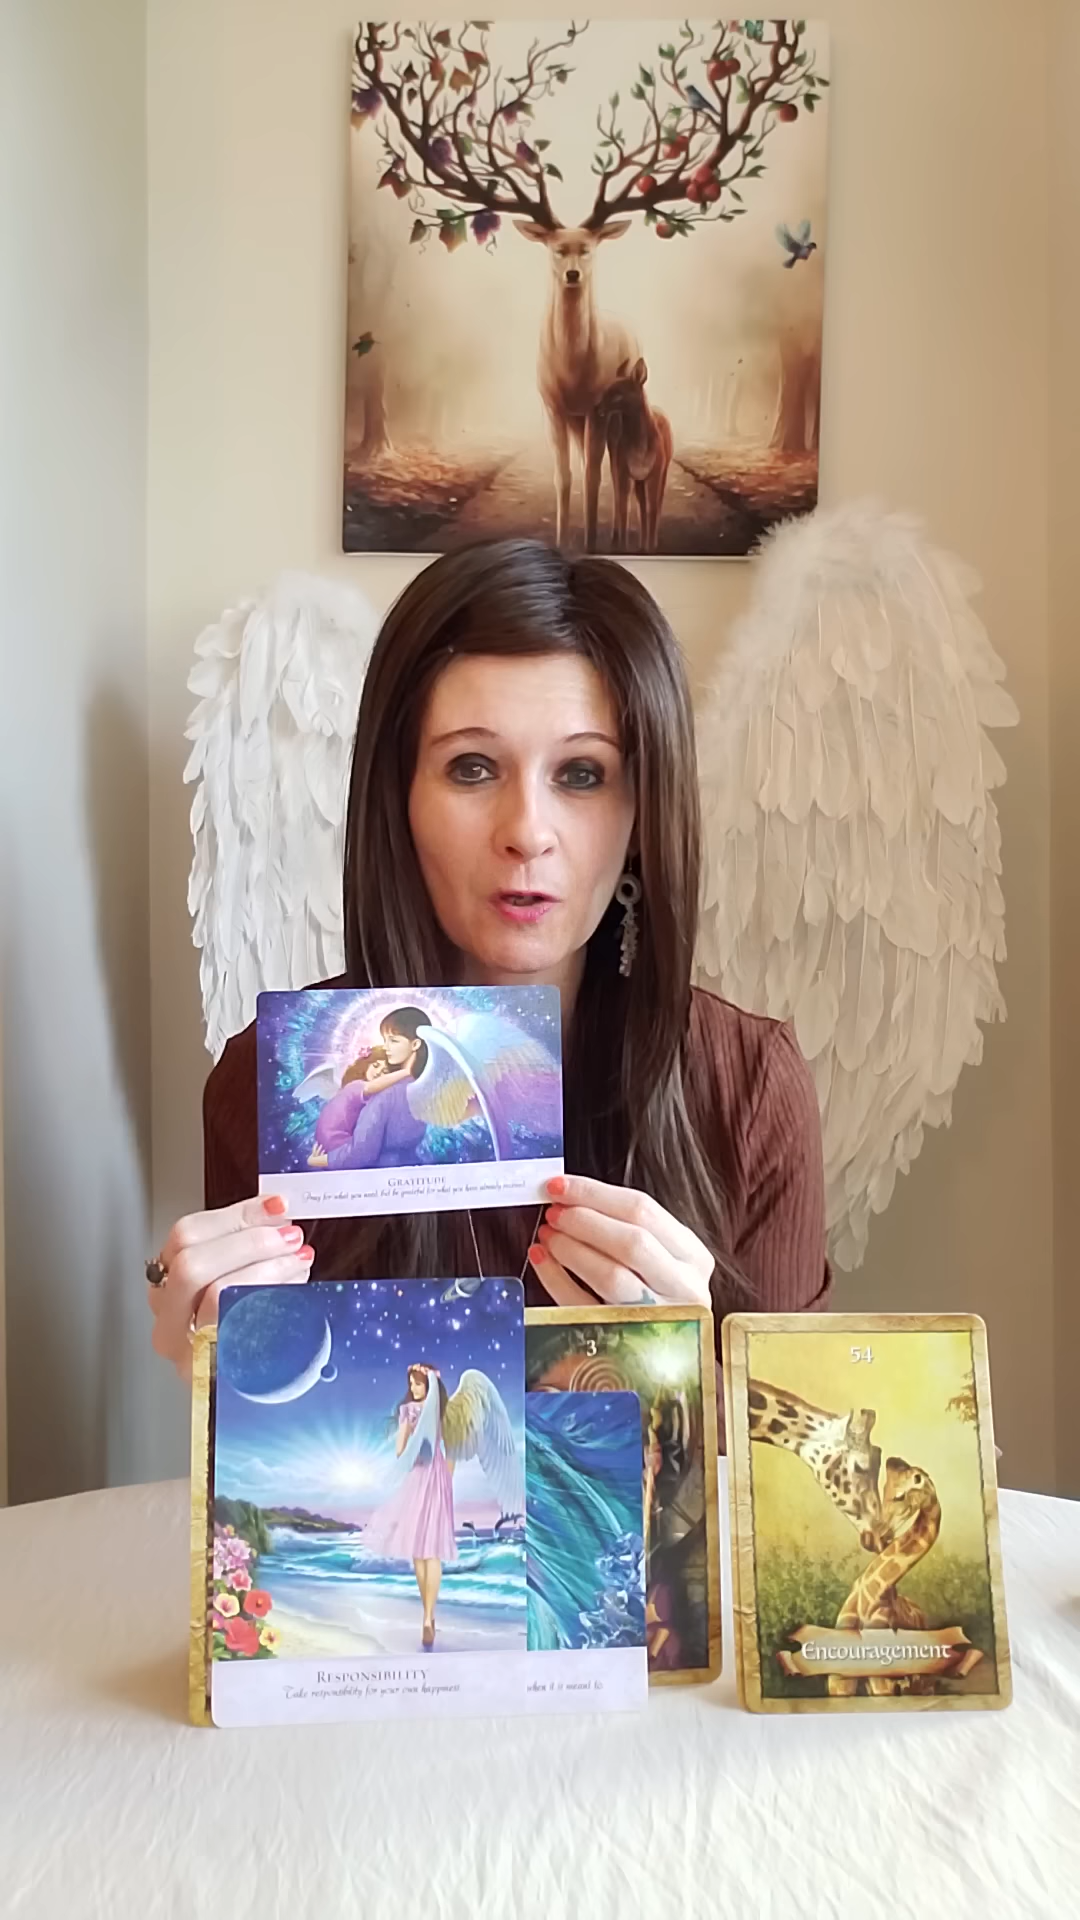 GRATITUDE
Pray for what you need, but be grateful for what you have already received
3
54
Encouragement
RESPONSIBILITY
Take responsibility for your own happiness
when it is meant to